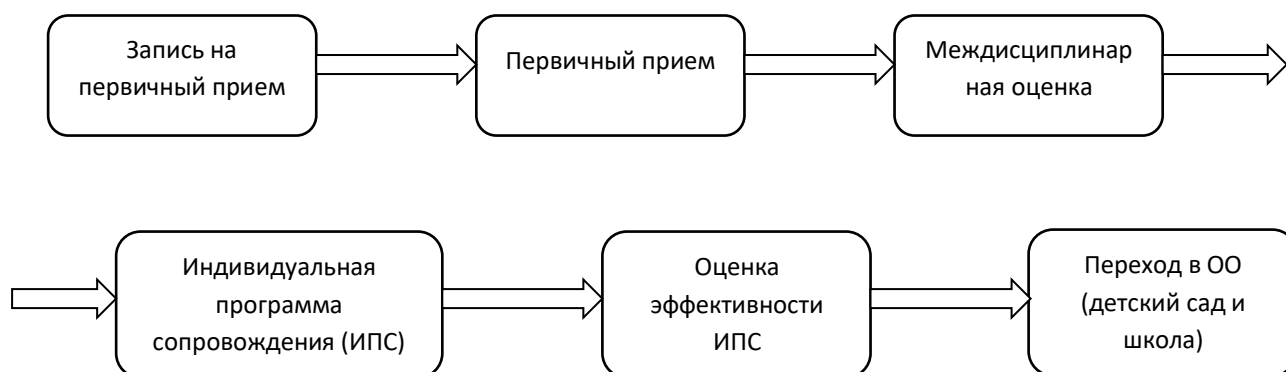 Запись на
первичный прием
Первичный прием
Междисциплинар
ная оценка
Индивидуальная
программа
сопровождения (ИПС)
Оценка
эффективности
ИПС
Переход в ОО
(детский сад и
школа)